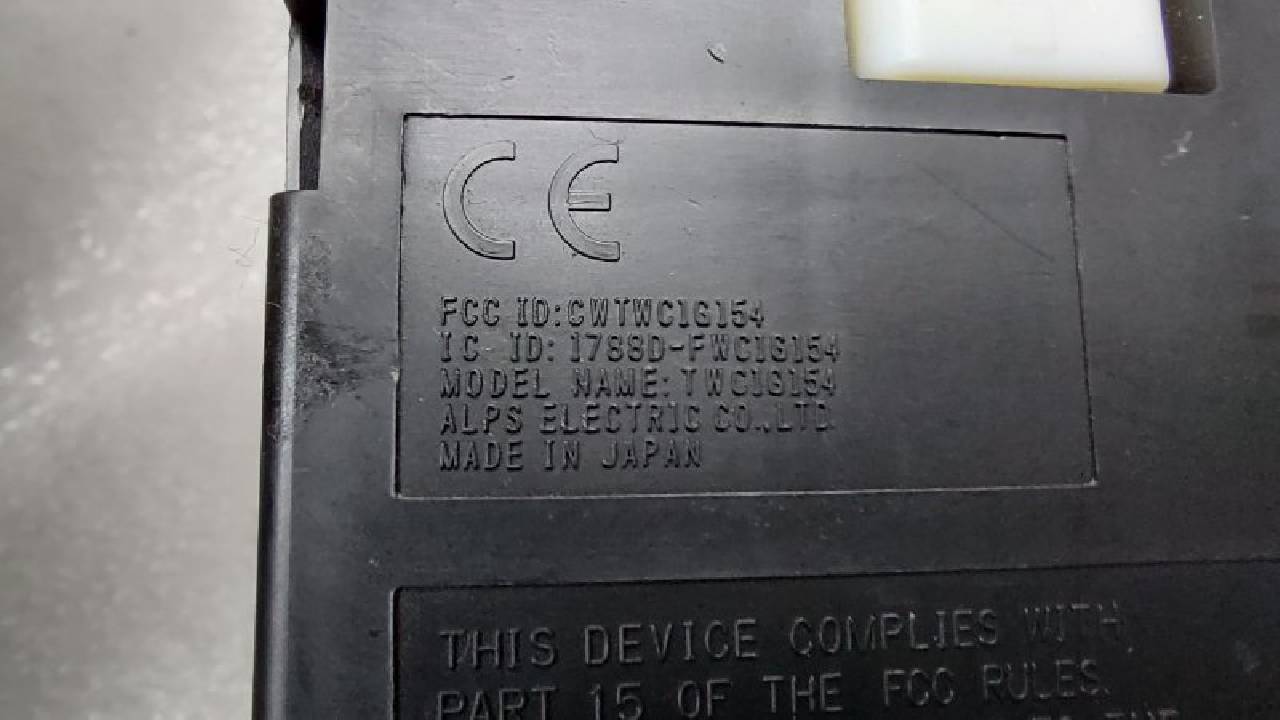 CE
FCC ID:CWTWC1G154
IC ID: 1788D-FWC1G154
MODEL NAME: TWC1G154
ALPS ELECTRIC CO.,LTD.
MADE IN JAPAN
THIS DEVICE COMPLIES WITH
PART 15 OF THE FCC RULES.